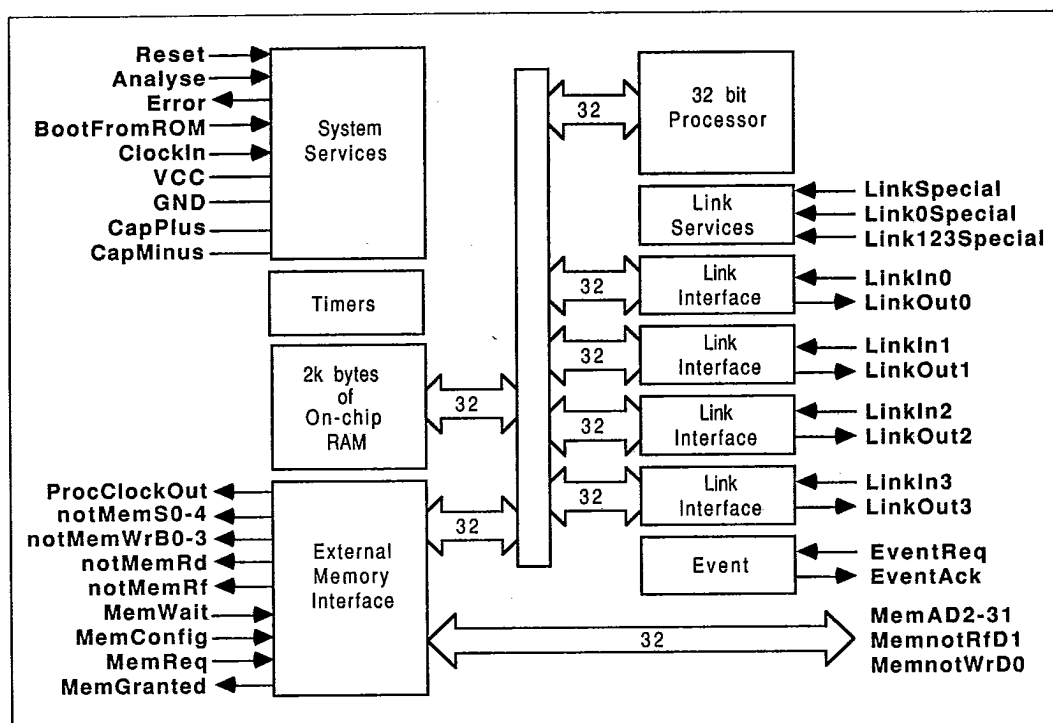 Reset
Analyse
Error
BootFromROM
ClockIn
VCC
GND
CapPlus
CapMinus
System
Services
Timers
2k bytes
of
On-chip
RAM
32
ProcClockOut
notMemS0-4
notMemWrB0-3
notMemRd
notMemRf
MemWait
MemConfig
MemReq
MemGranted
External
Memory
Interface
32
32
32 bit
Processor
Link
Services
LinkSpecial
Link0Special
Link123Special
32
Link
Interface
LinkIn0
LinkOut0
32
Link
Interface
LinkIn1
LinkOut1
32
Link
Interface
LinkIn2
LinkOut2
32
Link
Interface
LinkIn3
LinkOut3
Event
EventReq
EventAck
32
MemAD2-31
MemnotRfD1
MemnotWrD0